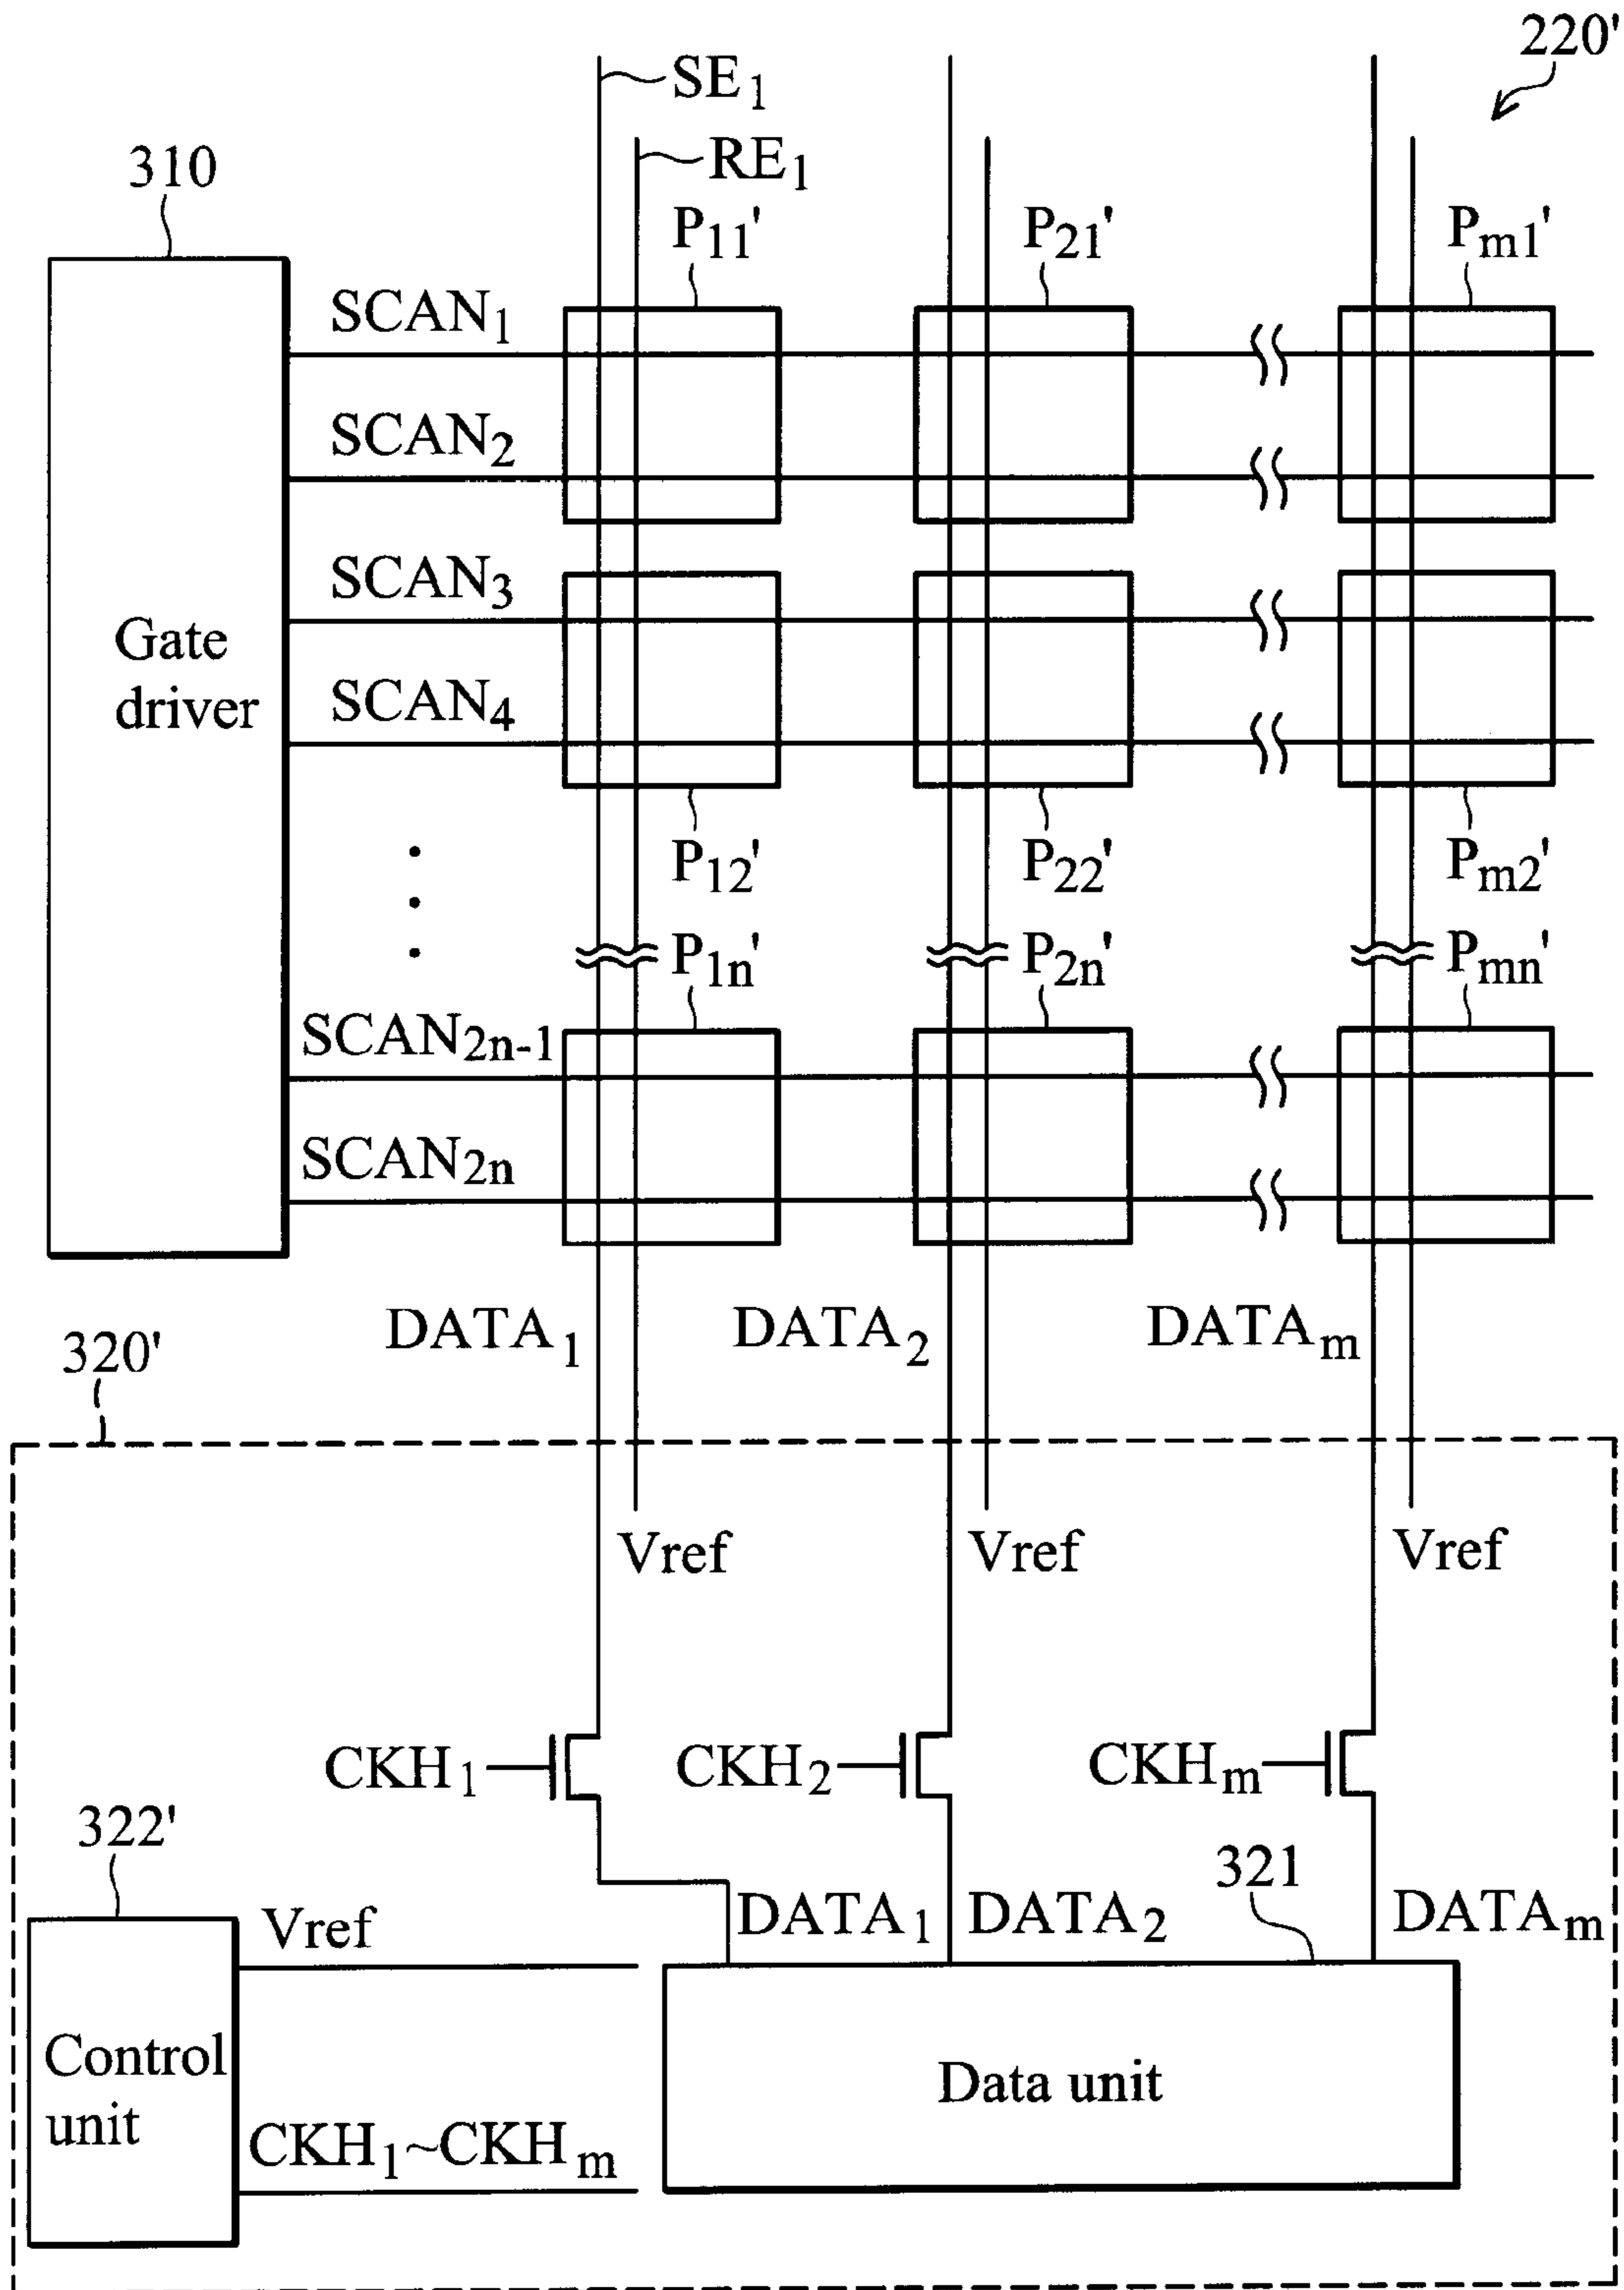 220'
SE1
RE1
310
P11' P21' Pm1'
SCAN1
SCAN2
SCAN3
Gate
driver
SCAN4
P12' P22' Pm2'
P1n' P2n' Pmn'
SCAN2n-1
SCAN2n
DATA1 DATA2 DATAm
320'
Vref Vref Vref
CKH1 CKH2 CKHm
322'
321
Vref
DATA1 DATA2 DATAm
Control
unit
Data unit
CKH1~CKHm